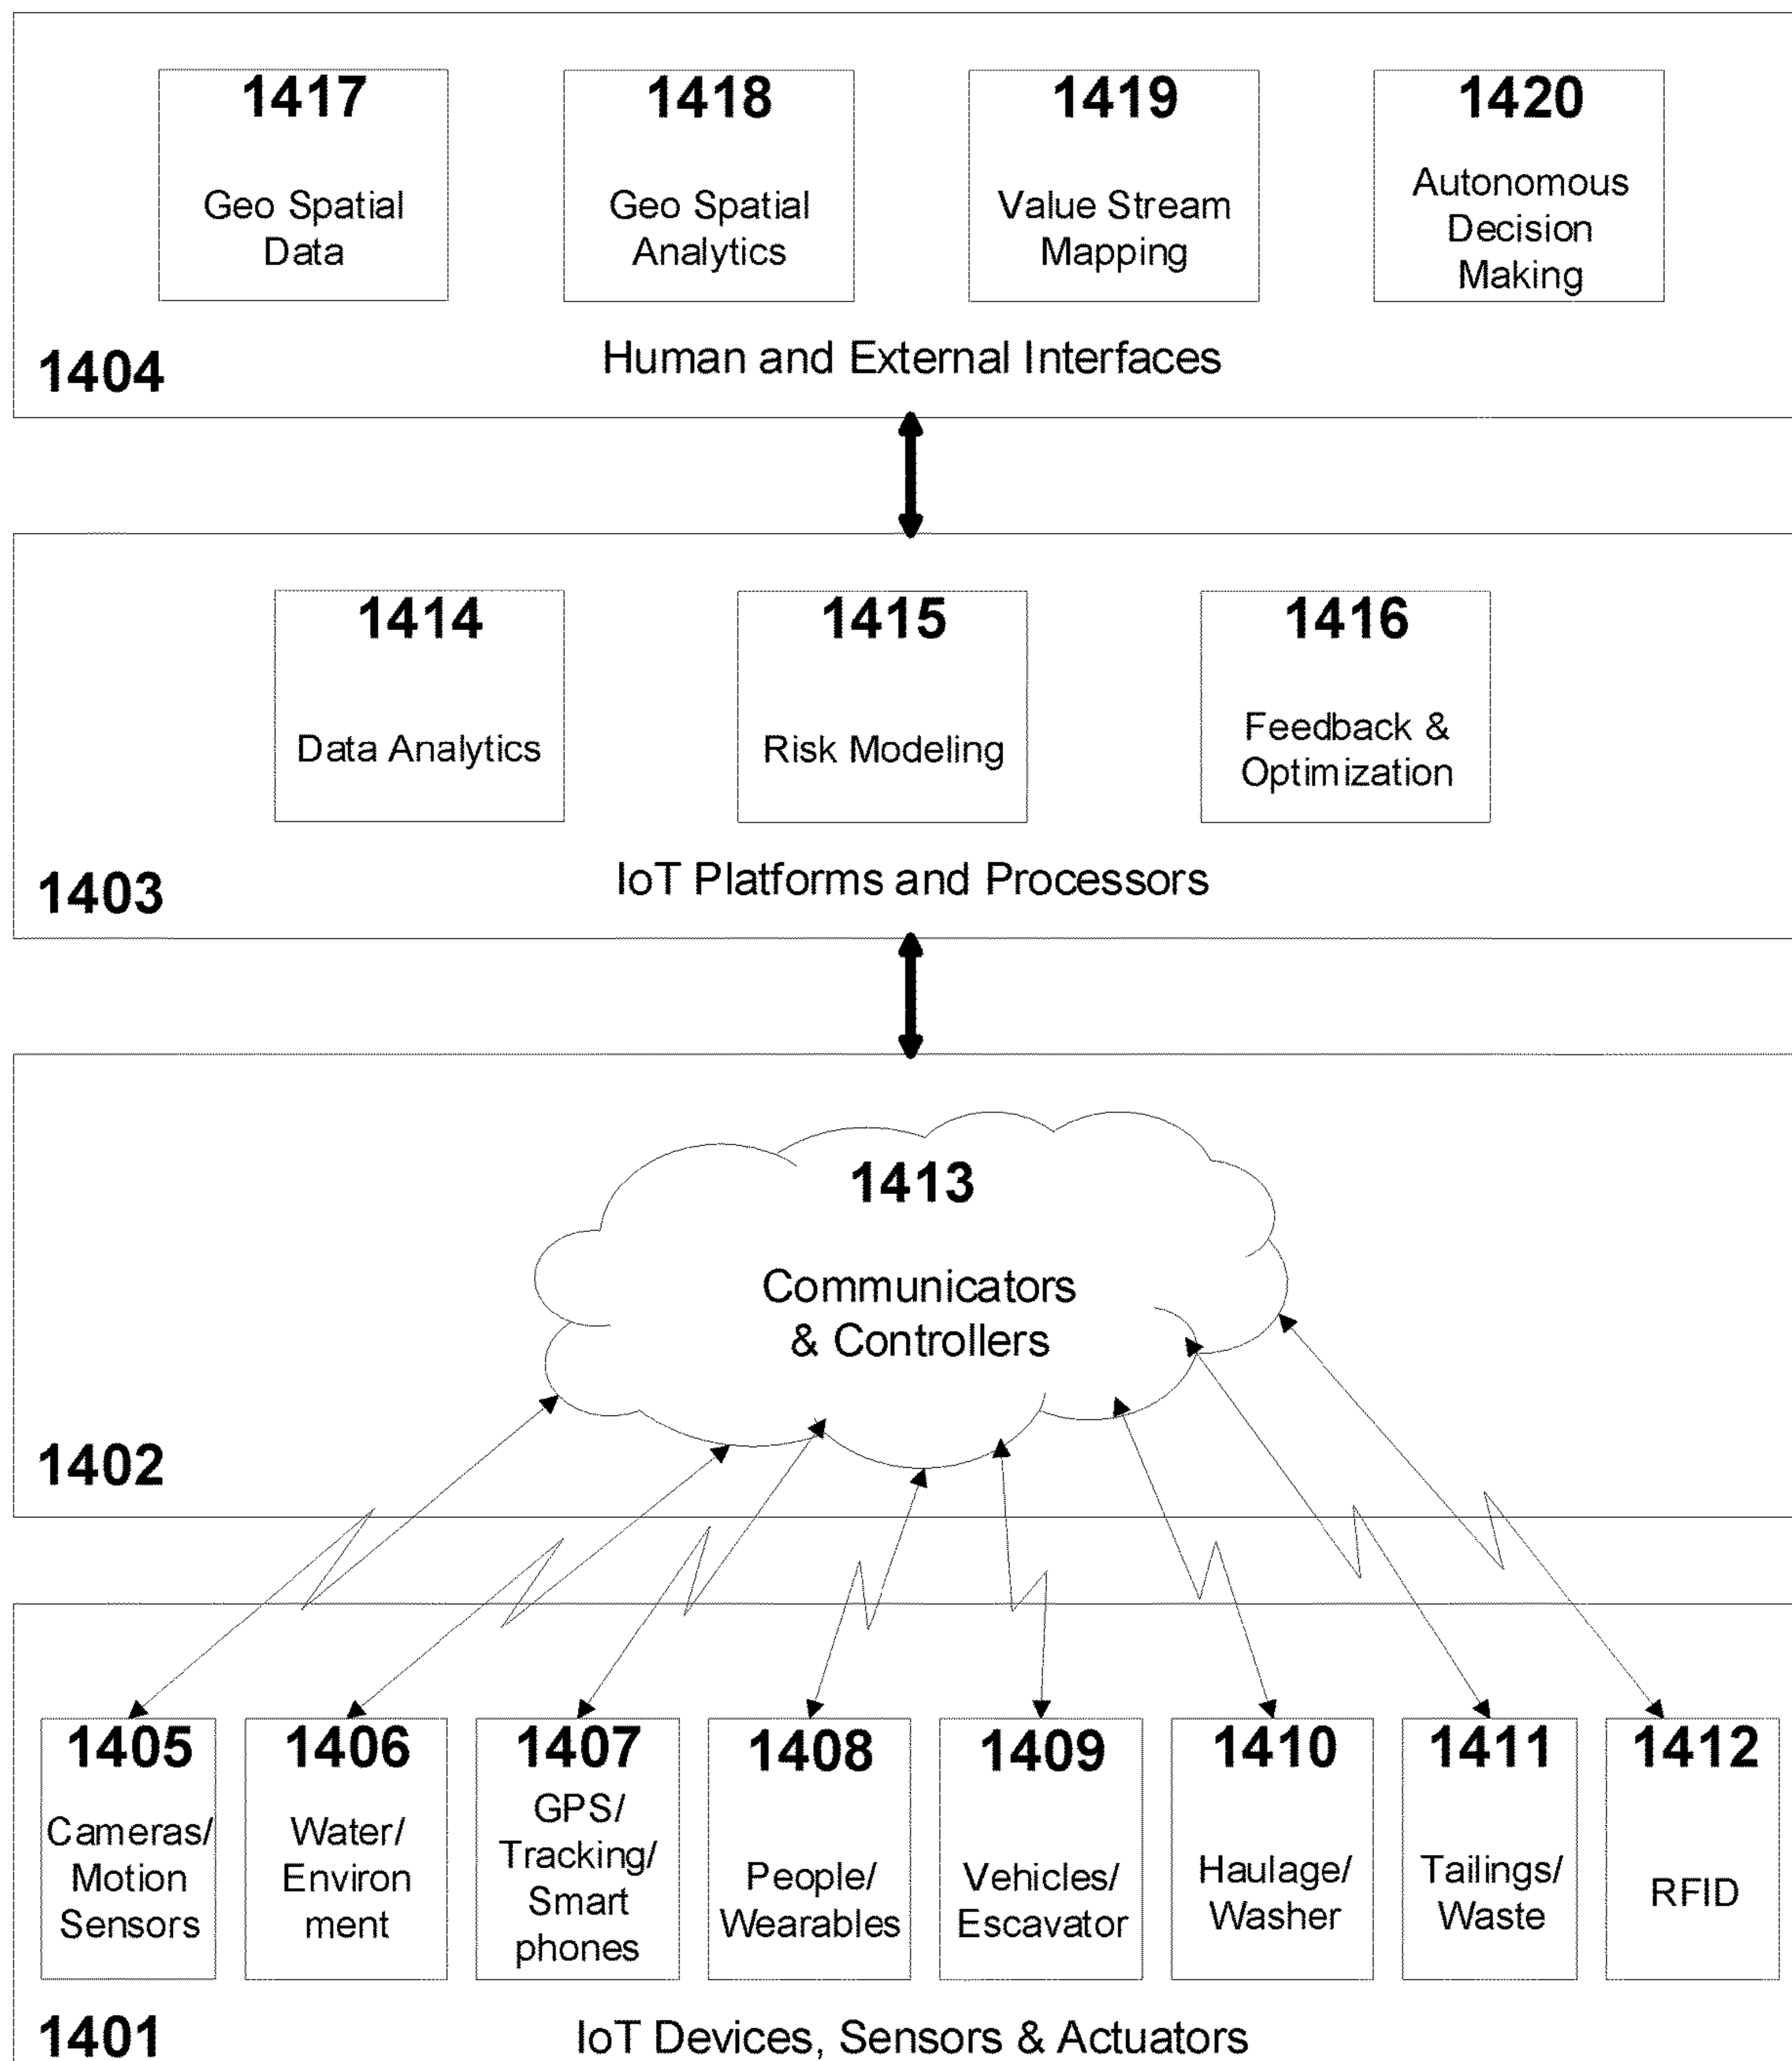 1417
Geo Spatial
Data
1418
Geo Spatial
Analytics
1419
Value Stream
Mapping
1420
Autonomous
Decision
Making
1404
Human and External Interfaces
1414
Data Analytics
1415
Risk Modeling
1416
Feedback &
Optimization
1403
IoT Platforms and Processors
1413
Communicators
& Controllers
1402
1405
Cameras/
Motion
Sensors
1406
Water/
Environ
ment
1407
GPS/
Tracking/
Smart
phones
1408
People/
Wearables
1409
Vehicles/
Escavator
1410
Haulage/
Washer
1411
Tailings/
Waste
1412
RFID
1401
IoT Devices, Sensors & Actuators